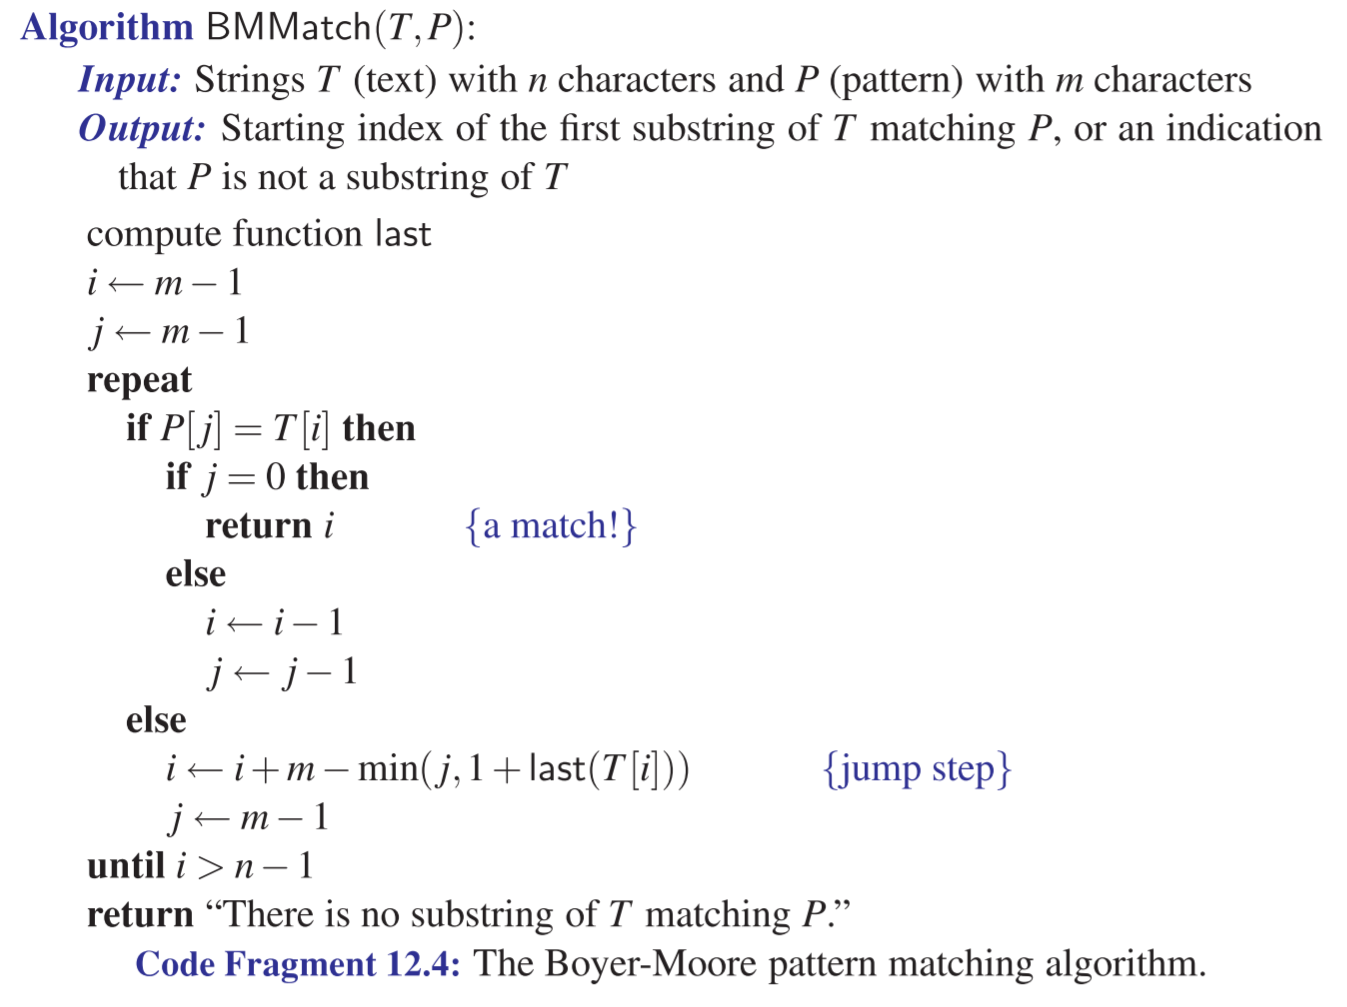 Algorithm BMMatch(T, P):
Input: Strings T (text) with n characters and P (pattern) with m characters
Output: Starting index of the first substring of T matching P, or an indication
that P is not a substring of T
compute function last
i ← m − 1
j ← m − 1
repeat
if P[j] = T[i] then
if j = 0 then
return i {a match!}
else
i ← i − 1
j ← j − 1
else
i ← i + m − min(j, 1 + last(T[i])) {jump step}
j ← m − 1
until i > n − 1
return “There is no substring of T matching P.”
Code Fragment 12.4: The Boyer-Moore pattern matching algorithm.